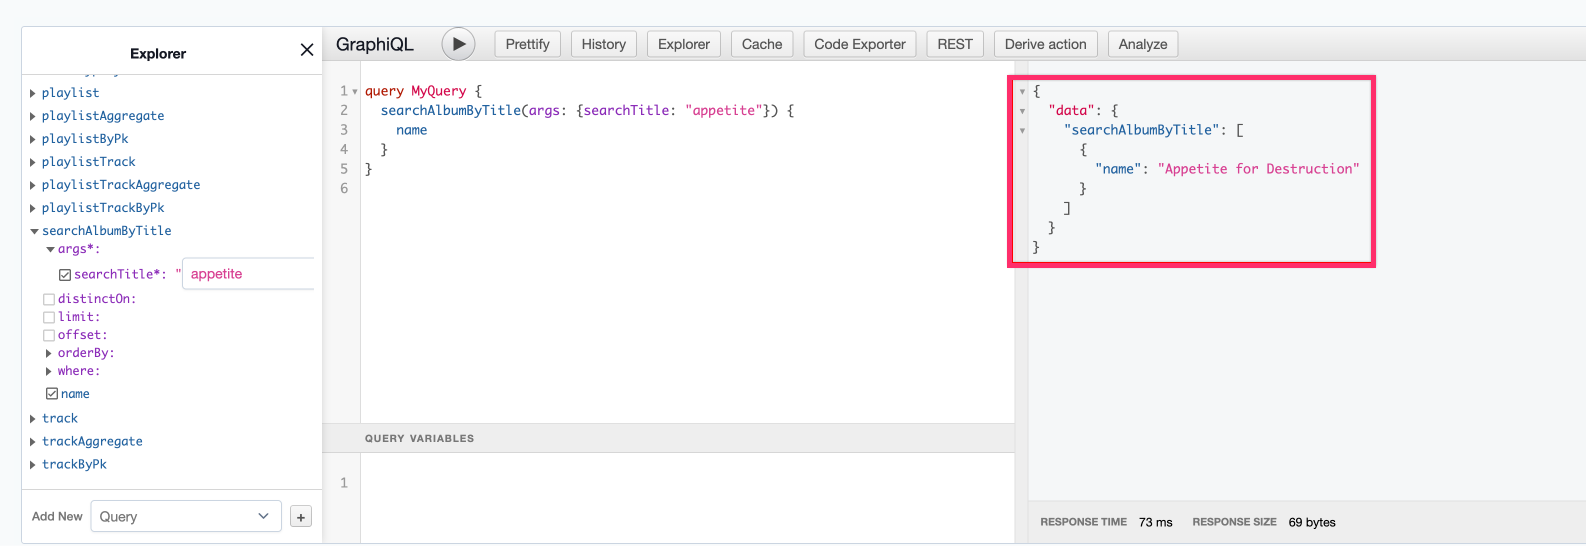 Explorer
GraphiQL
Prettify
History
Explorer
Cache
Code Exporter
REST
Derive action
Analyze
playlist
playlistAggregate
playlistByPk
playlistTrack
playlistTrackAggregate
playlistTrackByPk
searchAlbumByTitle
args*:
searchTitle*: " appetite
distinctOn:
limit:
offset:
orderBy:
where:
name
track
trackAggregate
trackByPk
Add New Query +
1 query MyQuery {
2 searchAlbumByTitle(args: {searchTitle: "appetite"}) {
3 name
4 }
5 }
6
QUERY VARIABLES
1
{
"data": {
"searchAlbumByTitle": [
{
"name": "Appetite for Destruction"
}
]
}
}
RESPONSE TIME 73 ms RESPONSE SIZE 69 bytes